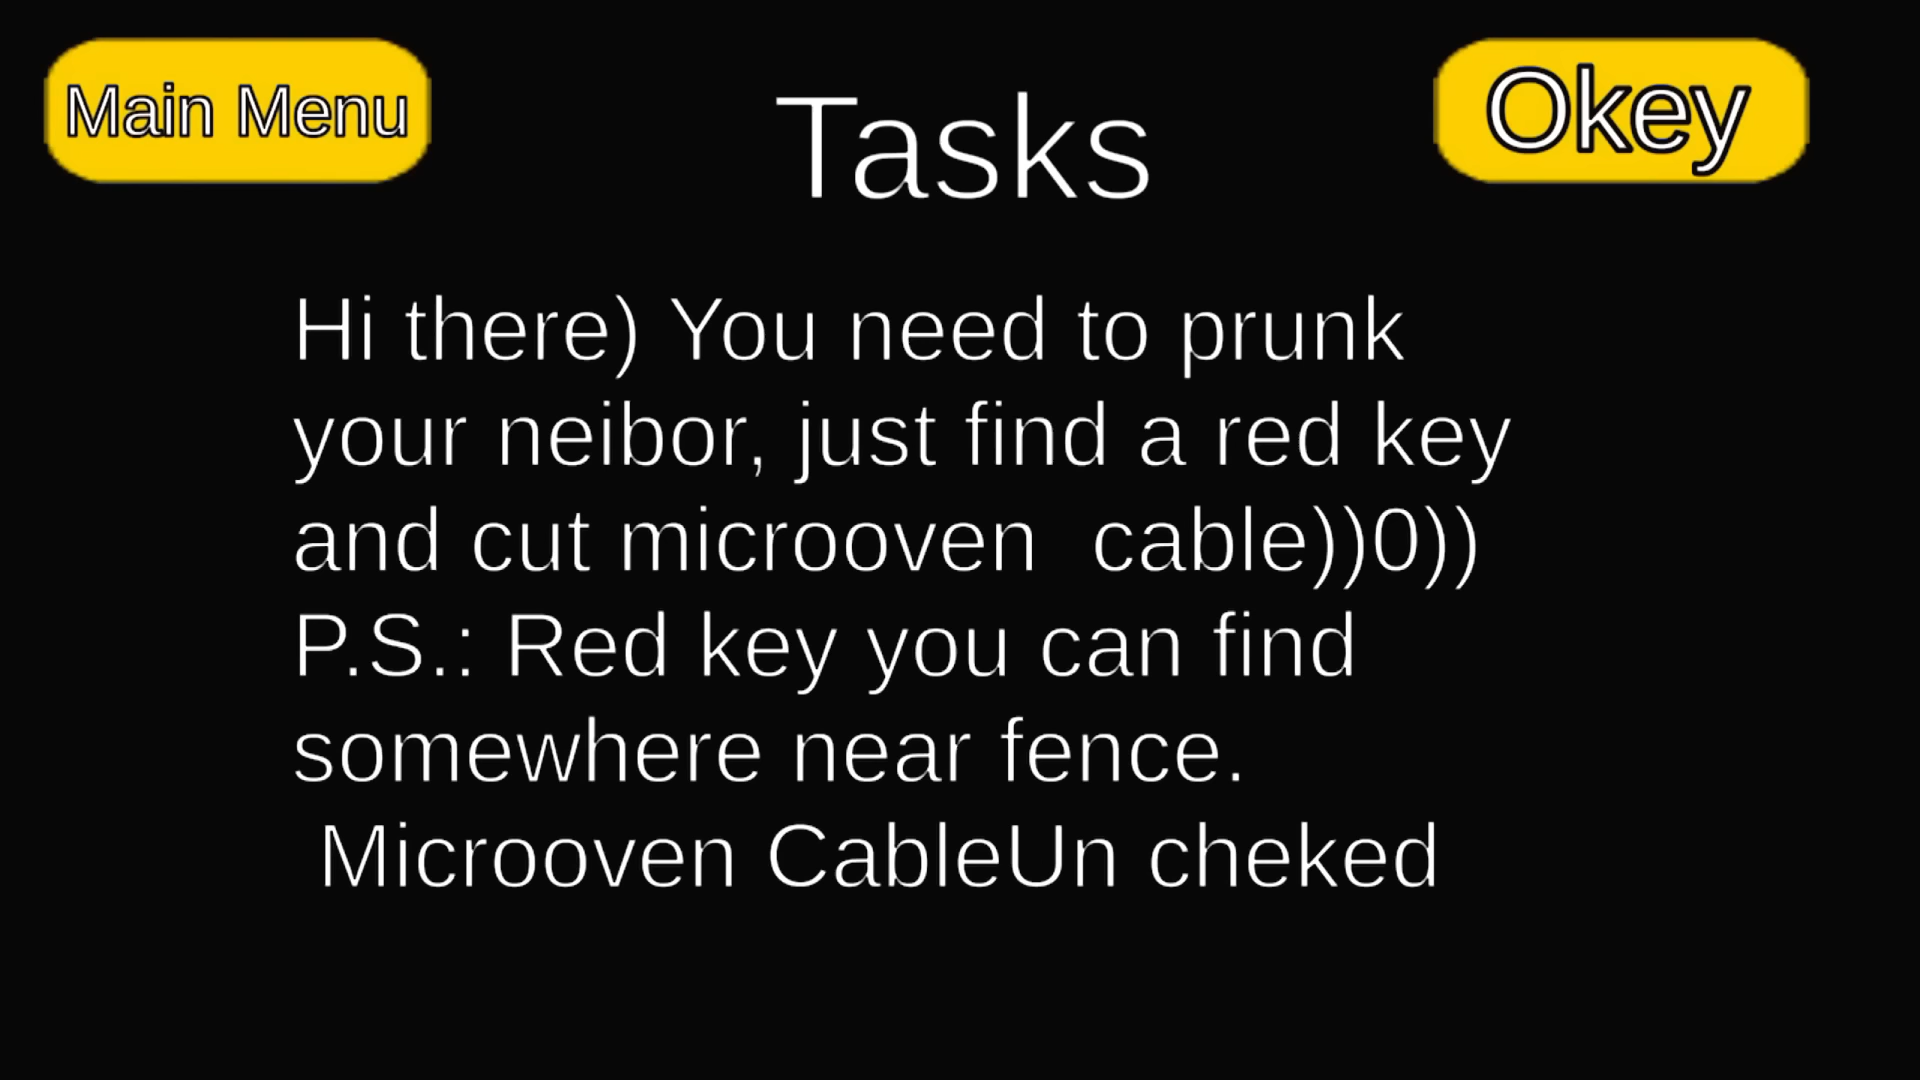 Main Menu
Tasks
Okey
Hi there) You need to prunk
your neibor, just find a red key
and cut microoven  cable))0))
P.S.: Red key you can find
somewhere near fence.
Microoven CableUn cheked